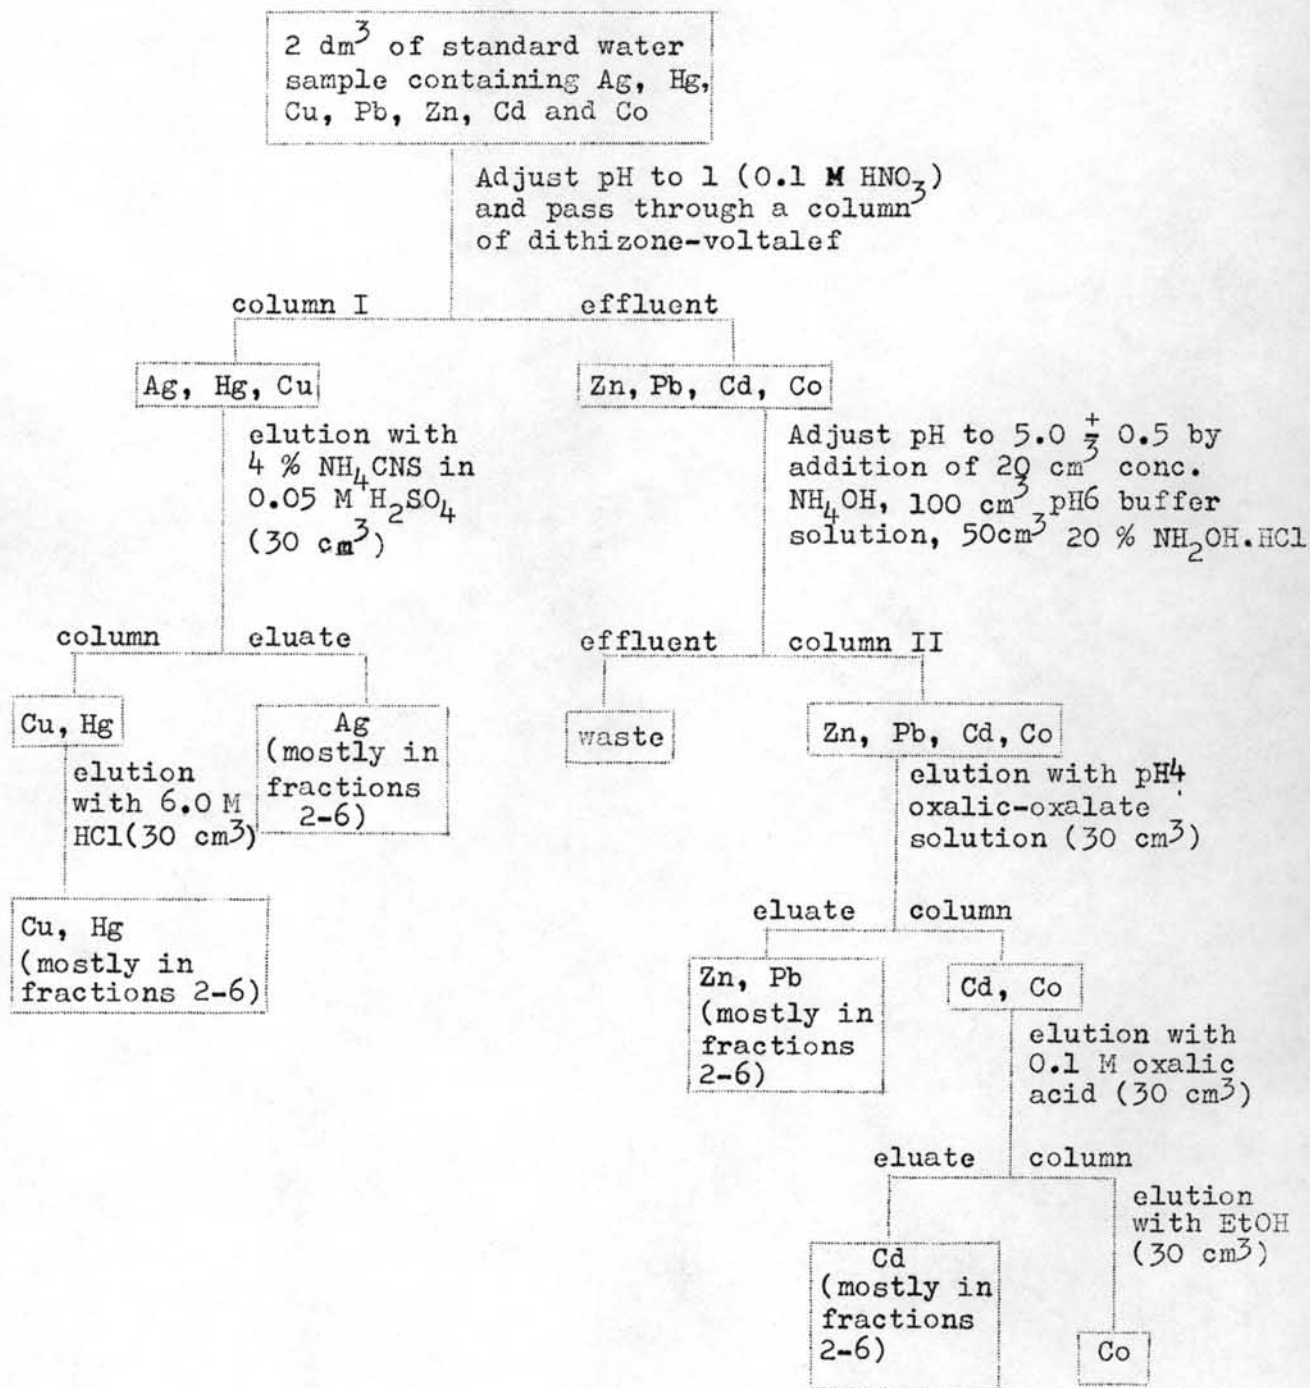 2 dm³ of standard water
sample containing Ag, Hg,
Cu, Pb, Zn, Cd and Co
Adjust pH to 1 (0.1 M HNO₃)
and pass through a column
of dithizone-voltalef
column I
effluent
Ag, Hg, Cu
Zn, Pb, Cd, Co
elution with
4 % NH₄CNS in
0.05 M H₂SO₄
(30 cm³)
Adjust pH to 5.0 ∓ 0.5 by
addition of 20 cm³ conc.
NH₄OH, 100 cm³ pH6 buffer
solution, 50cm³ 20 % NH₂OH.HCl
column
eluate
effluent
column II
Cu, Hg
Ag
(mostly in
fractions
2-6)
waste
Zn, Pb, Cd, Co
elution
with 6.0 M
HCl(30 cm³)
elution with pH4
oxalic-oxalate
solution (30 cm³)
Cu, Hg
(mostly in
fractions 2-6)
eluate
column
Zn, Pb
(mostly in
fractions
2-6)
Cd, Co
elution with
0.1 M oxalic
acid (30 cm³)
eluate
column
elution
with EtOH
(30 cm³)
Cd
(mostly in
fractions
2-6)
Co